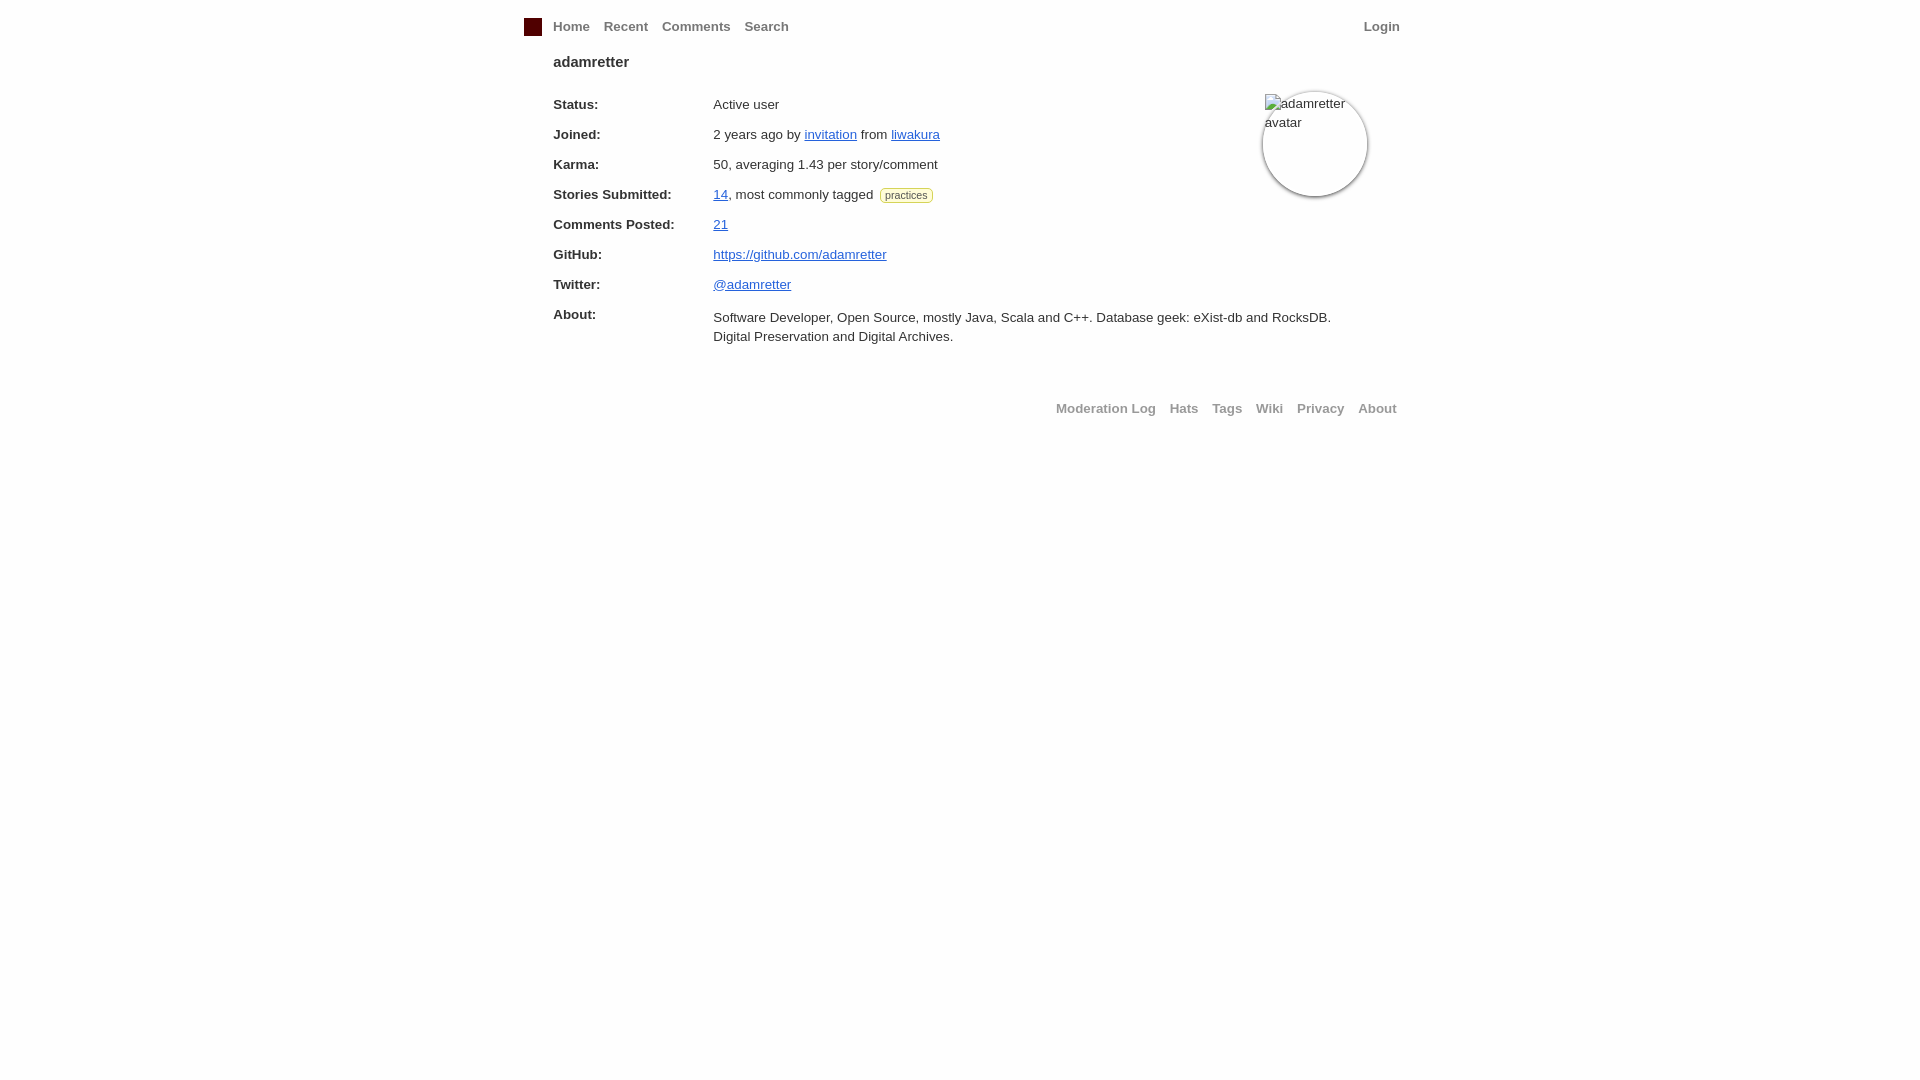 Home Recent Comments Search Login
adamretter
Status: Active user
Joined: 2 years ago by invitation from liwakura
Karma: 50, averaging 1.43 per story/comment
Stories Submitted: 14, most commonly tagged practices
Comments Posted: 21
GitHub: https://github.com/adamretter
Twitter: @adamretter
About: Software Developer, Open Source, mostly Java, Scala and C++. Database geek: eXist-db and RocksDB.
Digital Preservation and Digital Archives.
adamretter
avatar
Moderation Log Hats Tags Wiki Privacy About